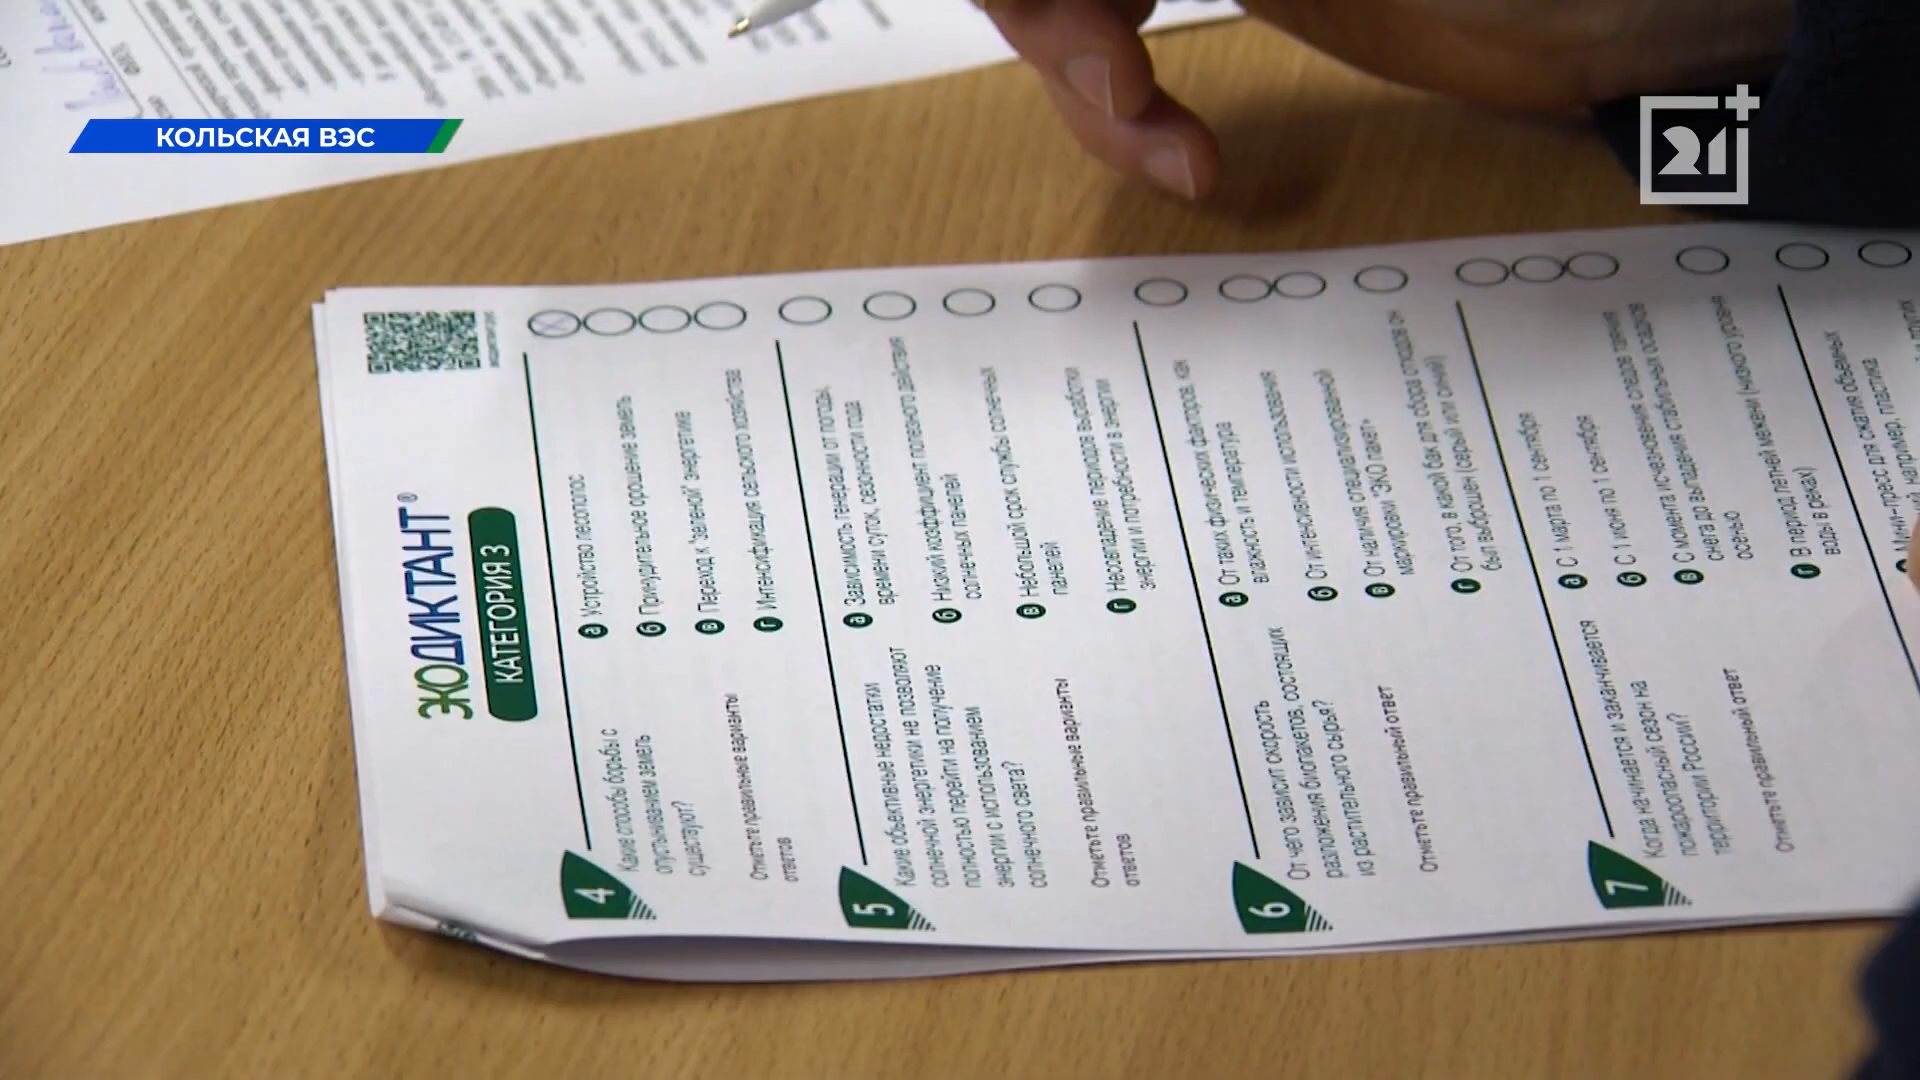 КОЛЬСКАЯ ВЭС
21+
ЭКОДИКТАНТ®
КАТЕГОРИЯ 3
4
Какие способы борьбы с
опустыниванием земель
существуют?
Отметьте правильные варианты
ответов
а Устройство лесополос
б Принудительное орошение земель
в Переход к "Зеленой" энергетике
г Интенсификация сельского хозяйства
5
Какие объективные недостатки
солнечной энергетики не позволяют
полностью перейти на получение
энергии с использованием
солнечного света?
Отметьте правильные варианты
ответов
а Зависимость генерации от погоды,
времени суток, сезонности года
б Низкий коэффициент полезного действия
солнечных панелей
в Небольшой срок службы солнечных
панелей
г Несовпадение периодов выработки
энергии и потребности в энергии
6
От чего зависит скорость
разложения биопакетов, состоящих
из растительного сырья?
Отметьте правильный ответ
а От таких физических факторов, как
влажность и температура
б От интенсивности использования
в От наличия специализированной
маркировки "ЭКО пакет"
г От того, в какой бак для сбора отходов он
был выброшен (серый или синий)
7
Когда начинается и заканчивается
пожароопасный сезон на
территории России?
Отметьте правильный ответ
а С 1 марта по 1 сентября
б С 1 июня по 1 сентября
в С момента исчезновения следов таяния
снега до выпадения стабильных осадков
осенью
г В период летней межени (низкого уровня
воды в реках)
Мини-пресс для сжатия объемных
например, пластика